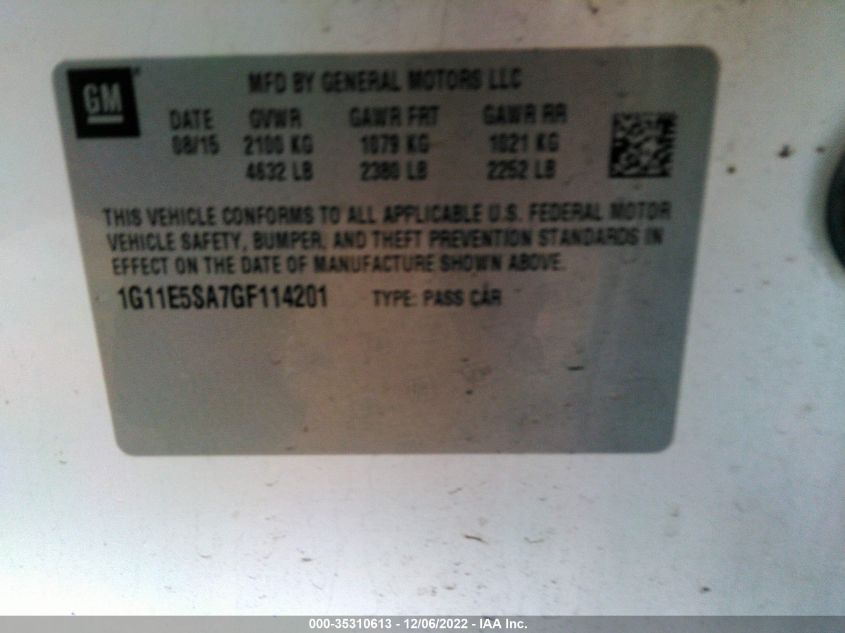 GM
MFD BY GENERAL MOTORS LLC
DATE GVWR GAWR FRT GAWR RR
08/15 2100 KG 1079 KG 1021 KG
4632 LB 2380 LB 2252 LB
THIS VEHICLE CONFORMS TO ALL APPLICABLE U.S. FEDERAL MOTOR
VEHICLE SAFETY, BUMPER, AND THEFT PREVENTION STANDARDS IN
EFFECT ON THE DATE OF MANUFACTURE SHOWN ABOVE.
1G11E5SA7GF114201 TYPE: PASS CAR
000-35310613 - 12/06/2022 - IAA Inc.